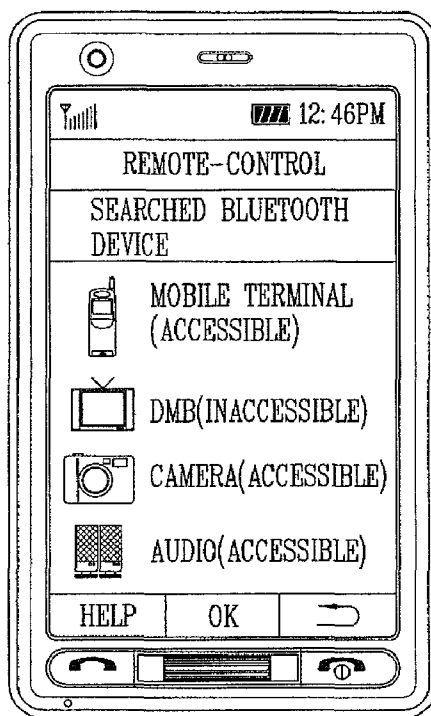 12:46PM
REMOTE-CONTROL
SEARCHED BLUETOOTH
DEVICE
MOBILE TERMINAL
(ACCESSIBLE)
DMB(INACCESSIBLE)
CAMERA(ACCESSIBLE)
AUDIO(ACCESSIBLE)
HELP OK